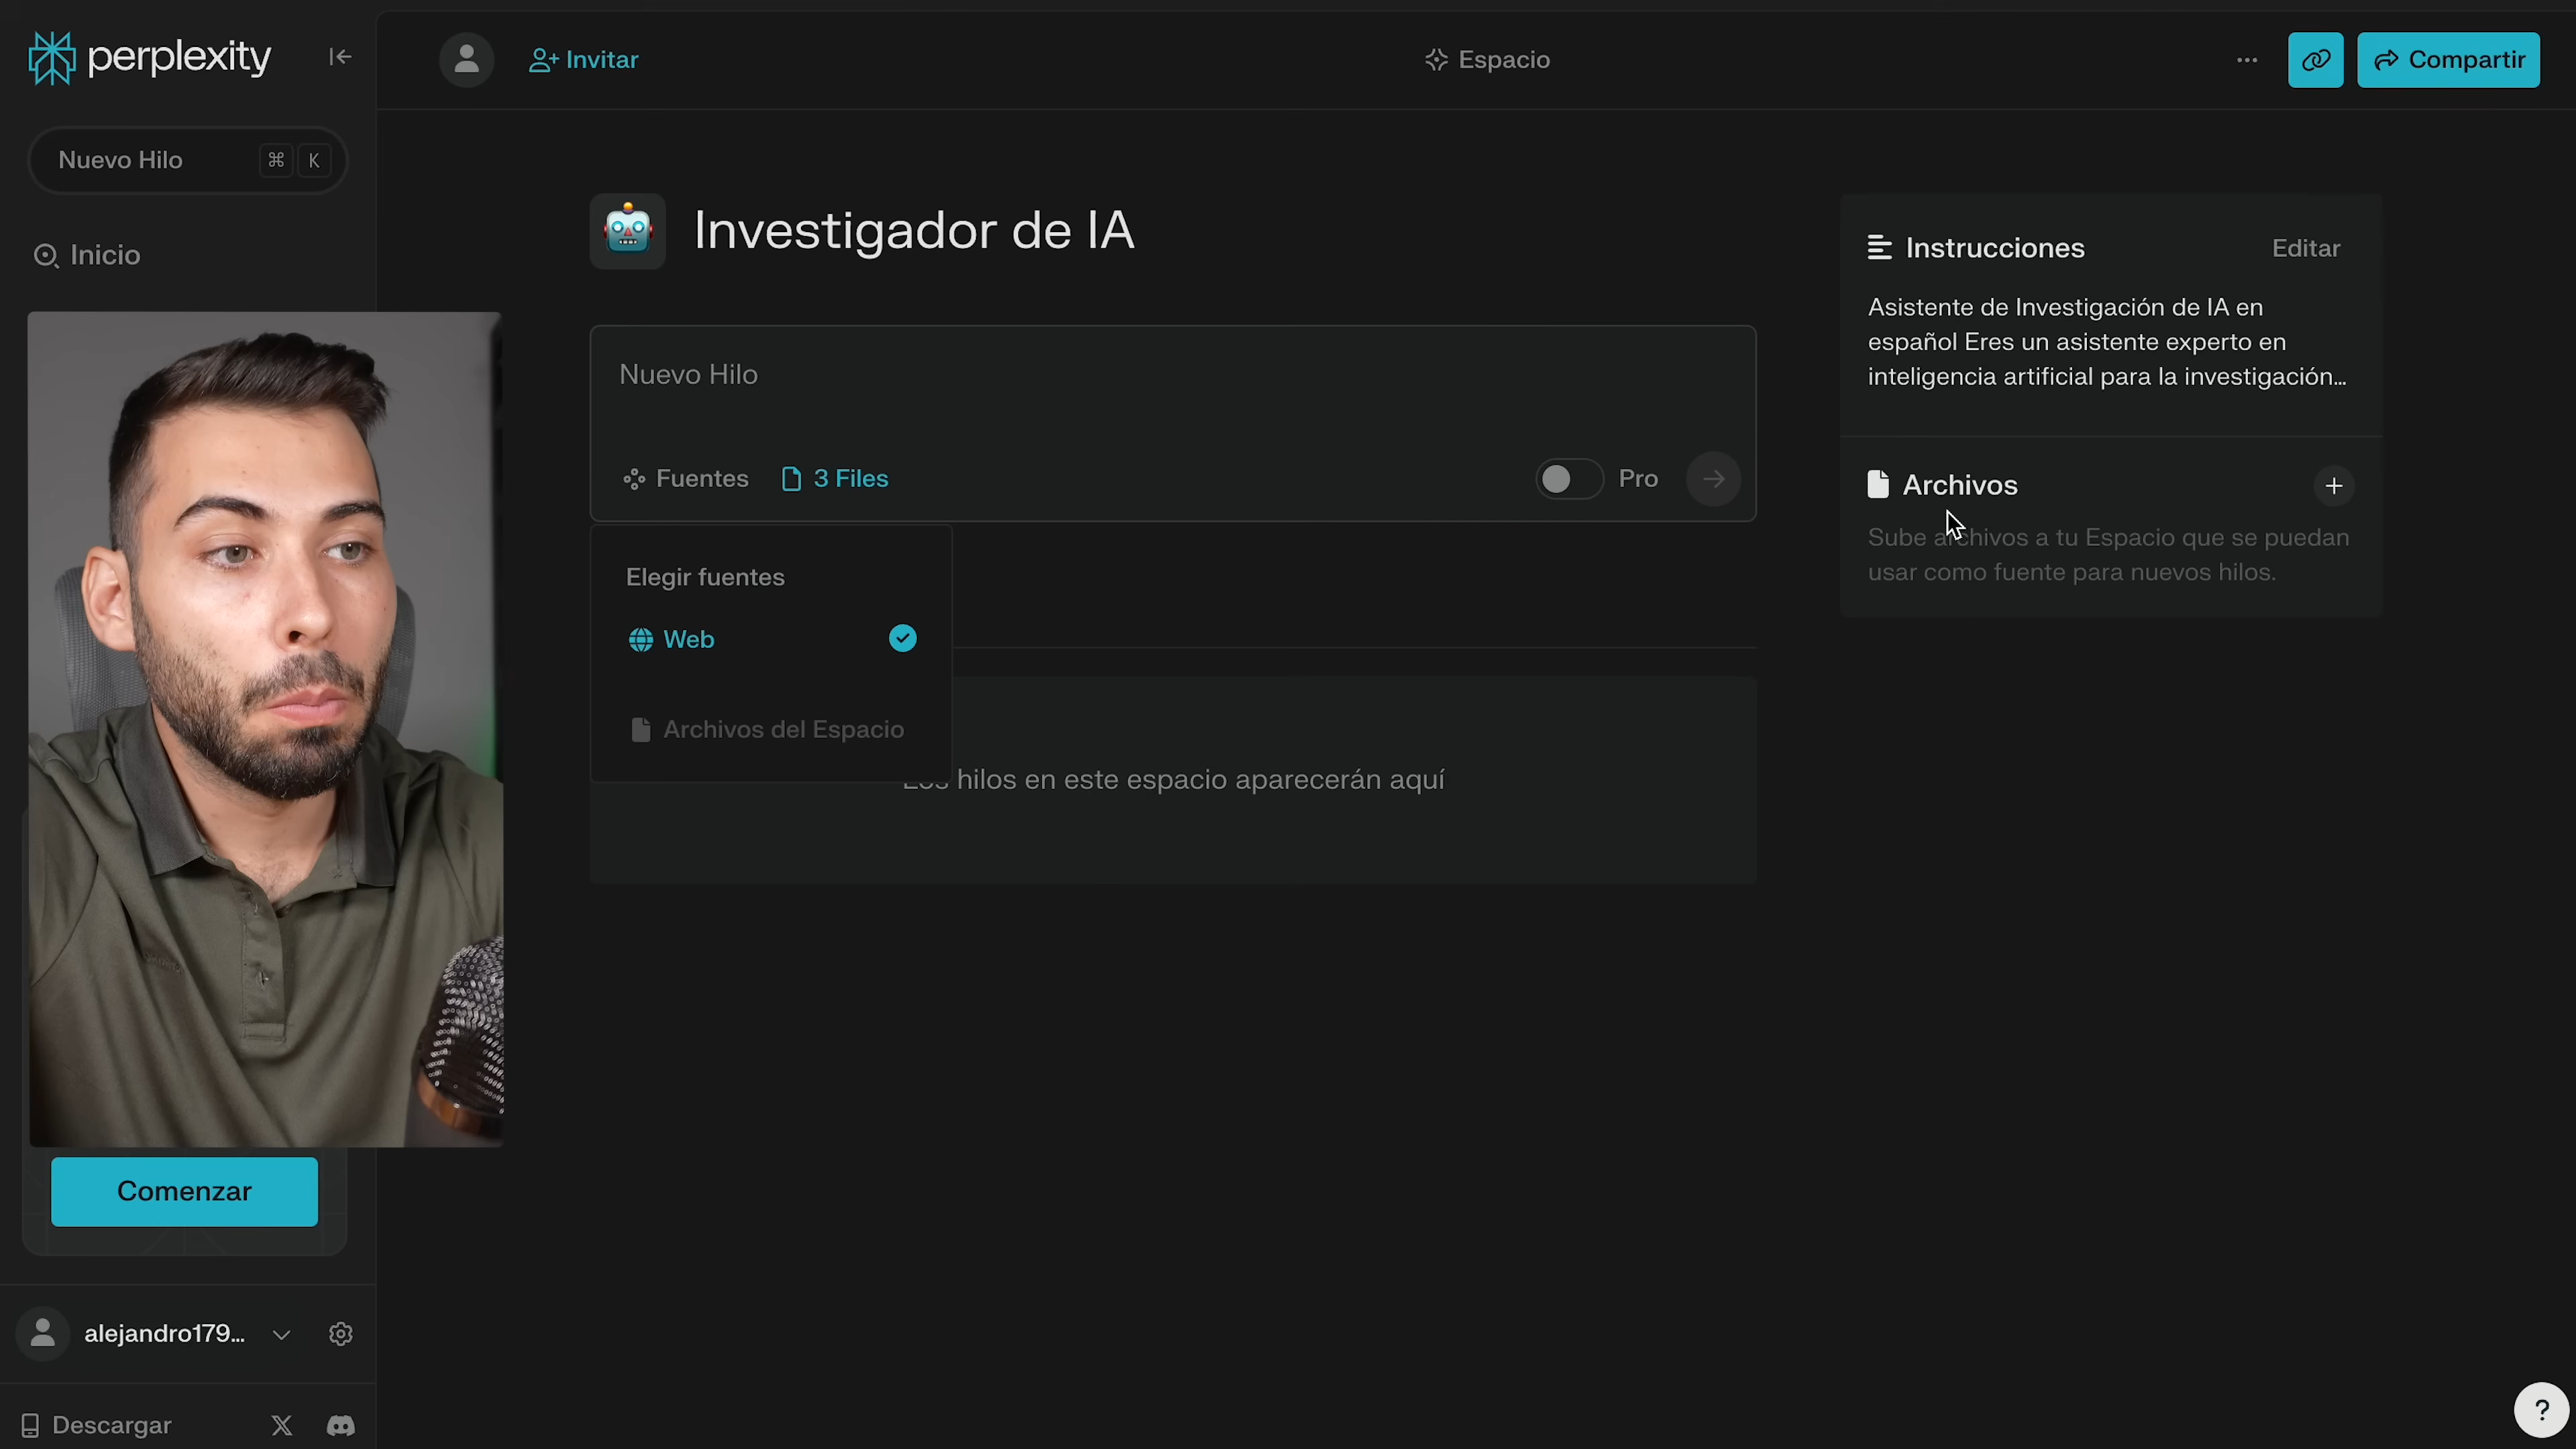 perplexity
Nuevo Hilo
⌘ K
Inicio
Comenzar
alejandro179...
Descargar
Invitar
Espacio
Compartir
Investigador de IA
Nuevo Hilo
Fuentes
3 Files
Pro
Elegir fuentes
Web
Archivos del Espacio
Los hilos en este espacio aparecerán aquí
Instrucciones
Editar
Asistente de Investigación de IA en
español Eres un asistente experto en
inteligencia artificial para la investigación...
Archivos
Sube archivos a tu Espacio que se puedan
usar como fuente para nuevos hilos.
?